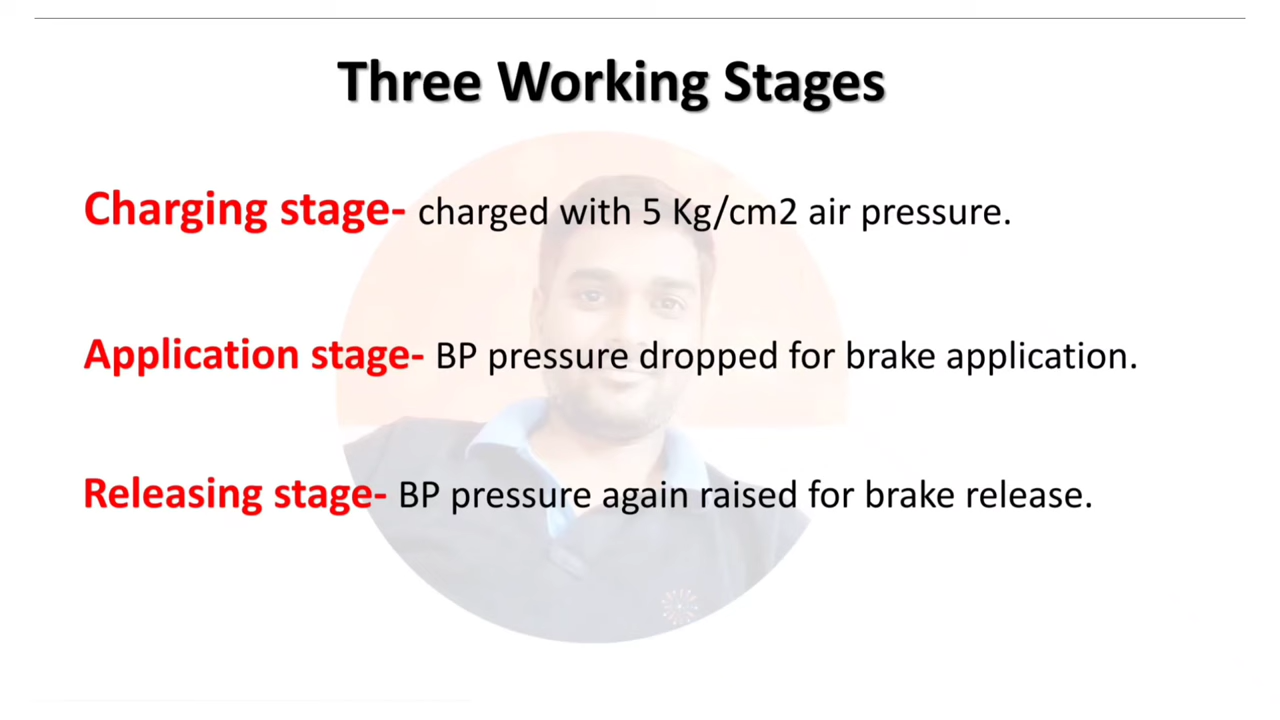 Three Working Stages
Charging stage- charged with 5 Kg/cm2 air pressure.
Application stage- BP pressure dropped for brake application.
Releasing stage- BP pressure again raised for brake release.